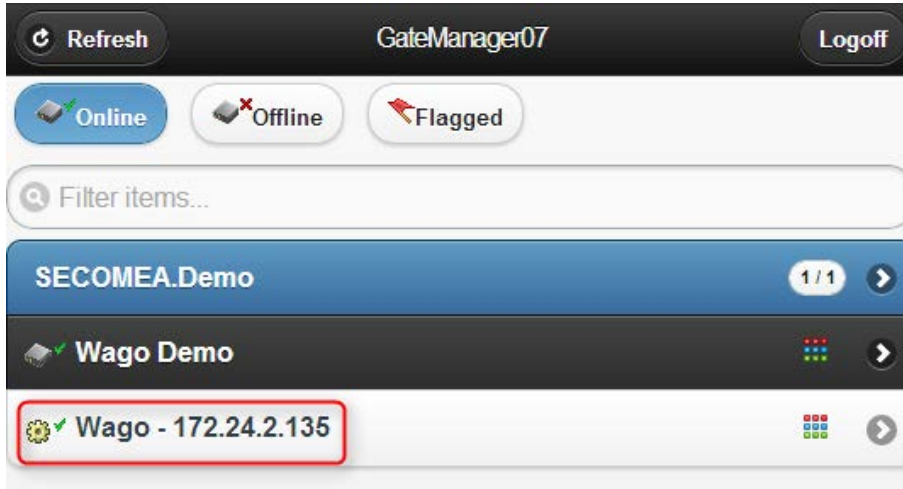 Refresh GateManager07 Logoff
Online Offline Flagged
Filter items...
SECOMEA.Demo 1/1
Wago Demo
Wago - 172.24.2.135